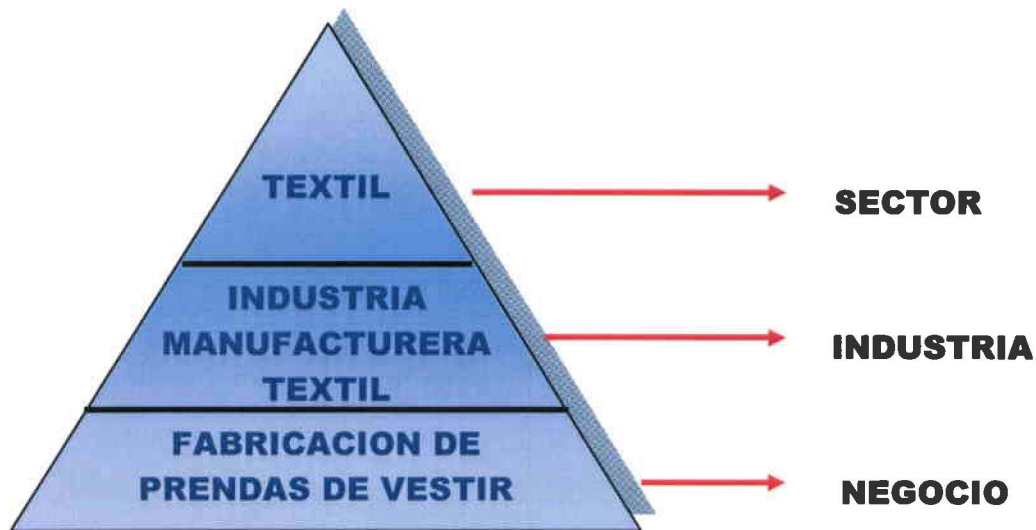 TEXTIL
SECTOR
INDUSTRIA
MANUFACTURERA
TEXTIL
INDUSTRIA
FABRICACION DE
PRENDAS DE VESTIR
NEGOCIO